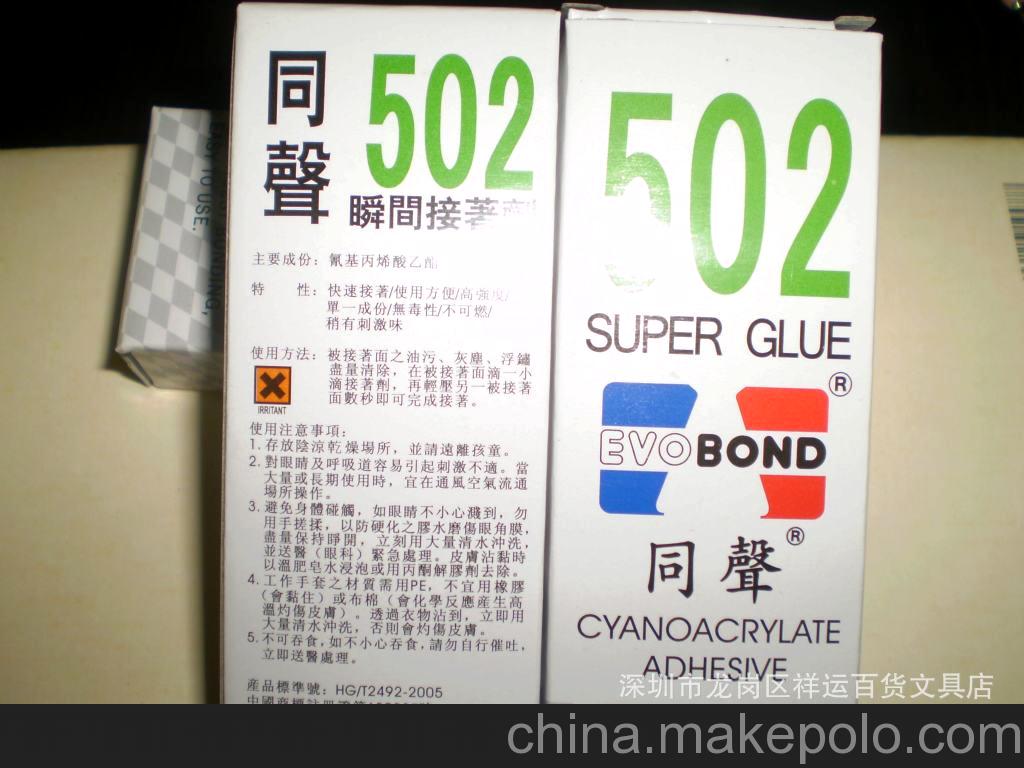 同聲
502
瞬間接著劑
主要成份：氰基丙烯酸乙酯
特　　性：快速接著/使用方便/高強度/
單一成份/無毒性/不可燃/
稍有刺激味
使用方法：被接著面之油污、灰塵、浮鏽
盡量清除，在被接著面滴一小
滴接著劑，再輕壓另一被接著
面數秒即可完成接著。
IRRITANT
使用注意事項：
1. 存放陰涼乾燥場所，並請遠離孩童。
2. 對眼睛及呼吸道容易引起刺激不適。當
大量或長期使用時，宜在通風空氣流通
場所操作。
3. 避免身體碰觸，如眼睛不小心濺到，勿
用手搓揉，以防硬化之膠水磨傷眼角膜，
盡量保持睜開，立刻用大量清水沖洗，
並送醫（眼科）緊急處理。皮膚沾黏時
以溫肥皂水浸泡或用丙酮解膠劑去除。
4. 工作手套之材質需用PE，不宜用橡膠
（會黏住）或布棉（會化學反應産生高
溫灼傷皮膚）。透過衣物沾到，立即用
大量清水沖洗，否則會灼傷皮膚。
5. 不可吞食，如不小心吞食，請勿自行催吐，
立即送醫處理。
産品標準號：HG/T2492-2005
502
SUPER GLUE
®
EVOBOND
同聲®
CYANOACRYLATE
ADHESIVE
EASY TO USE.
深圳市龙岗区祥运百货文具店
china.makepolo.com